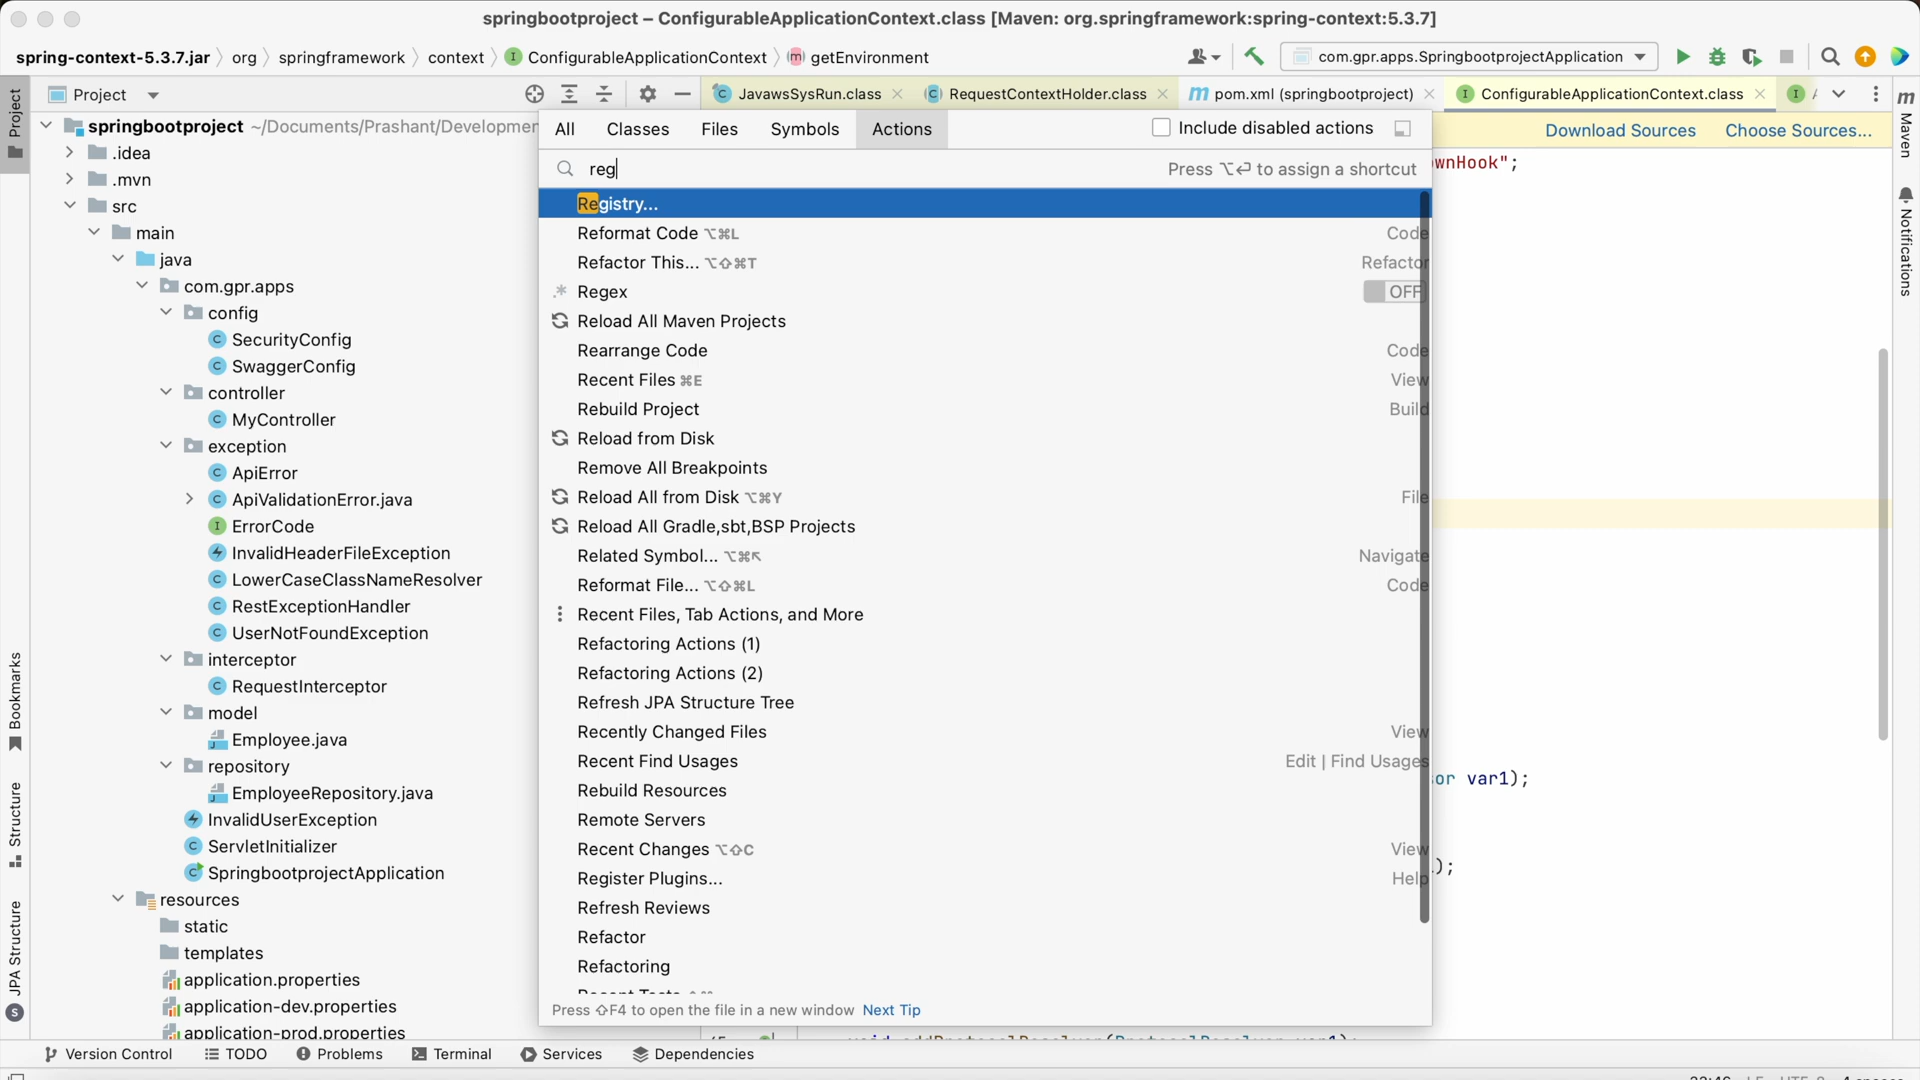 springbootproject – ConfigurableApplicationContext.class [Maven: org.springframework:spring-context:5.3.7]
spring-context-5.3.7.jar org springframework context ConfigurableApplicationContext getEnvironment com.gpr.apps.SpringbootprojectApplication
Project JavawsSysRun.class RequestContextHolder.class pom.xml (springbootproject) ConfigurableApplicationContext.class
springbootproject ~/Documents/Prashant/Developmen
All Classes Files Symbols Actions Include disabled actions
Download Sources Choose Sources...
reg Press ⌥⏎ to assign a shortcut
wnHook";
Registry...
Reformat Code ⌥⌘L Code
Refactor This... ⌥⇧⌘T Refactor
Regex OFF
Reload All Maven Projects
Rearrange Code Code
Recent Files ⌘E View
Rebuild Project Build
Reload from Disk
Remove All Breakpoints
Reload All from Disk ⌥⌘Y File
Reload All Gradle,sbt,BSP Projects
Related Symbol... ⌥⌘↖ Navigate
Reformat File... ⌥⇧⌘L Code
Recent Files, Tab Actions, and More
Refactoring Actions (1)
Refactoring Actions (2)
Refresh JPA Structure Tree
Recently Changed Files View
Recent Find Usages Edit | Find Usages
Rebuild Resources
Remote Servers
Recent Changes ⌥⇧C View
Register Plugins... Help
Refresh Reviews
Refactor
Refactoring
Press ⇧F4 to open the file in a new window Next Tip
or var1);
);
.idea
.mvn
src
main
java
com.gpr.apps
config
SecurityConfig
SwaggerConfig
controller
MyController
exception
ApiError
ApiValidationError.java
ErrorCode
InvalidHeaderFileException
LowerCaseClassNameResolver
RestExceptionHandler
UserNotFoundException
interceptor
RequestInterceptor
model
Employee.java
repository
EmployeeRepository.java
InvalidUserException
ServletInitializer
SpringbootprojectApplication
resources
static
templates
application.properties
application-dev.properties
application-prod.properties
Project
Bookmarks
Structure
JPA Structure
Maven
Notifications
Version Control TODO Problems Terminal Services Dependencies